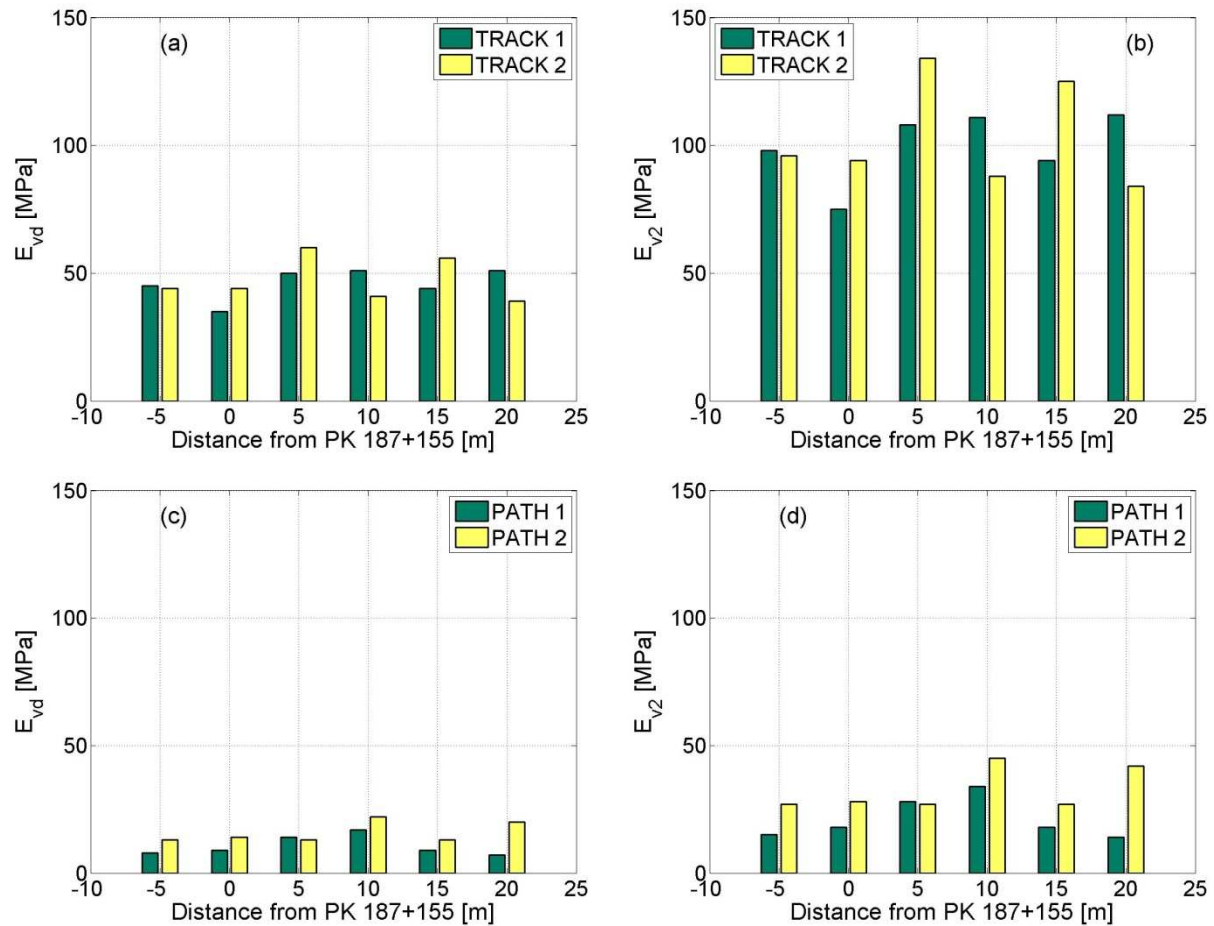 (a)
TRACK 1
TRACK 2
150
100
50
0
E_vd [MPa]
-10 -5 0 5 10 15 20 25
Distance from PK 187+155 [m]
TRACK 1
TRACK 2
(b)
150
100
50
0
E_v2 [MPa]
-10 -5 0 5 10 15 20 25
Distance from PK 187+155 [m]
(c)
PATH 1
PATH 2
150
100
50
0
E_vd [MPa]
-10 -5 0 5 10 15 20 25
Distance from PK 187+155 [m]
(d)
PATH 1
PATH 2
150
100
50
0
E_v2 [MPa]
-10 -5 0 5 10 15 20 25
Distance from PK 187+155 [m]